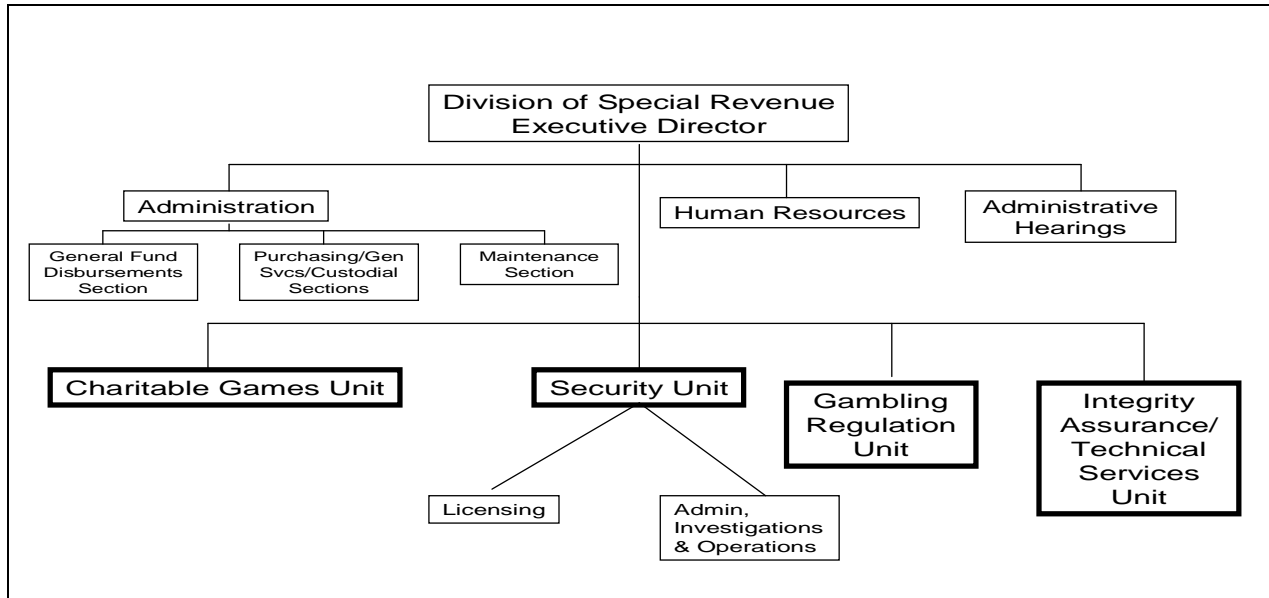 Division of Special Revenue
Executive Director
Administration
Human Resources
Administrative
Hearings
General Fund
Disbursements
Section
Purchasing/Gen
Svcs/Custodial
Sections
Maintenance
Section
Charitable Games Unit
Security Unit
Gambling
Regulation
Unit
Integrity
Assurance/
Technical
Services
Unit
Licensing
Admin,
Investigations
& Operations